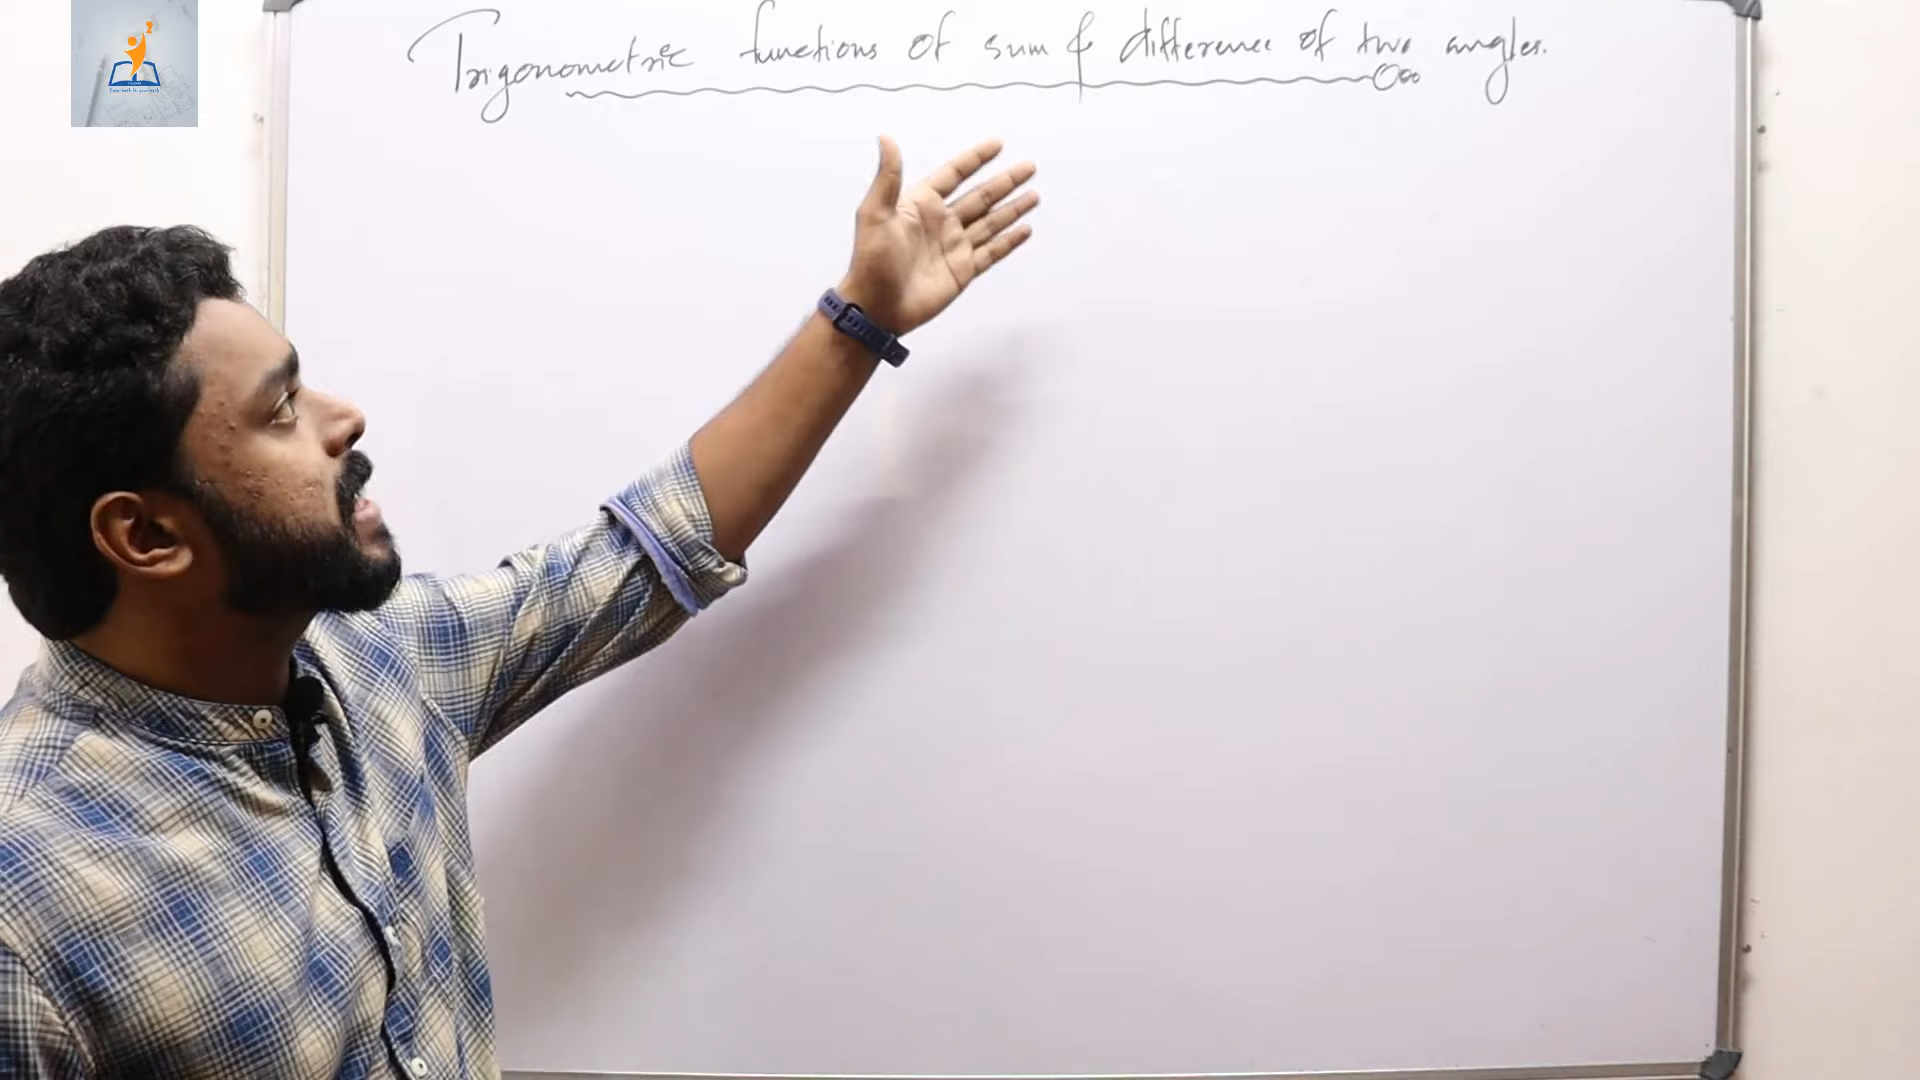 Trigonometric functions of sum & difference of two angles.